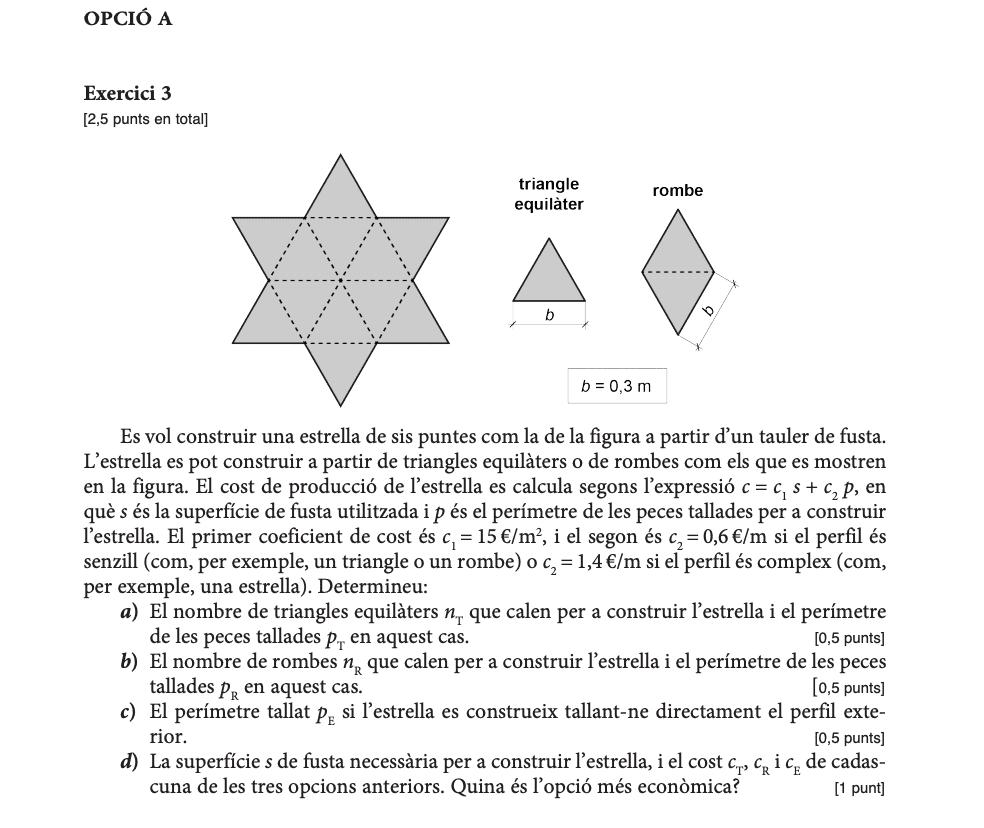 OPCIÓ A
Exercici 3
[2,5 punts en total]
triangle
equilàter
rombe
b
b
b = 0,3 m
Es vol construir una estrella de sis puntes com la de la figura a partir d’un tauler de fusta.
L’estrella es pot construir a partir de triangles equilàters o de rombes com els que es mostren
en la figura. El cost de producció de l’estrella es calcula segons l’expressió c = c₁ s + c₂ p, en
què s és la superfície de fusta utilitzada i p és el perímetre de les peces tallades per a construir
l’estrella. El primer coeficient de cost és c₁ = 15 €/m², i el segon és c₂ = 0,6 €/m si el perfil és
senzill (com, per exemple, un triangle o un rombe) o c₂ = 1,4 €/m si el perfil és complex (com,
per exemple, una estrella). Determineu:
a) El nombre de triangles equilàters n_T que calen per a construir l’estrella i el perímetre
de les peces tallades p_T en aquest cas. [0,5 punts]
b) El nombre de rombes n_R que calen per a construir l’estrella i el perímetre de les peces
tallades p_R en aquest cas. [0,5 punts]
c) El perímetre tallat p_E si l’estrella es construeix tallant-ne directament el perfil exte-
rior. [0,5 punts]
d) La superfície s de fusta necessària per a construir l’estrella, i el cost c_T, c_R i c_E de cadas-
cuna de les tres opcions anteriors. Quina és l’opció més econòmica? [1 punt]